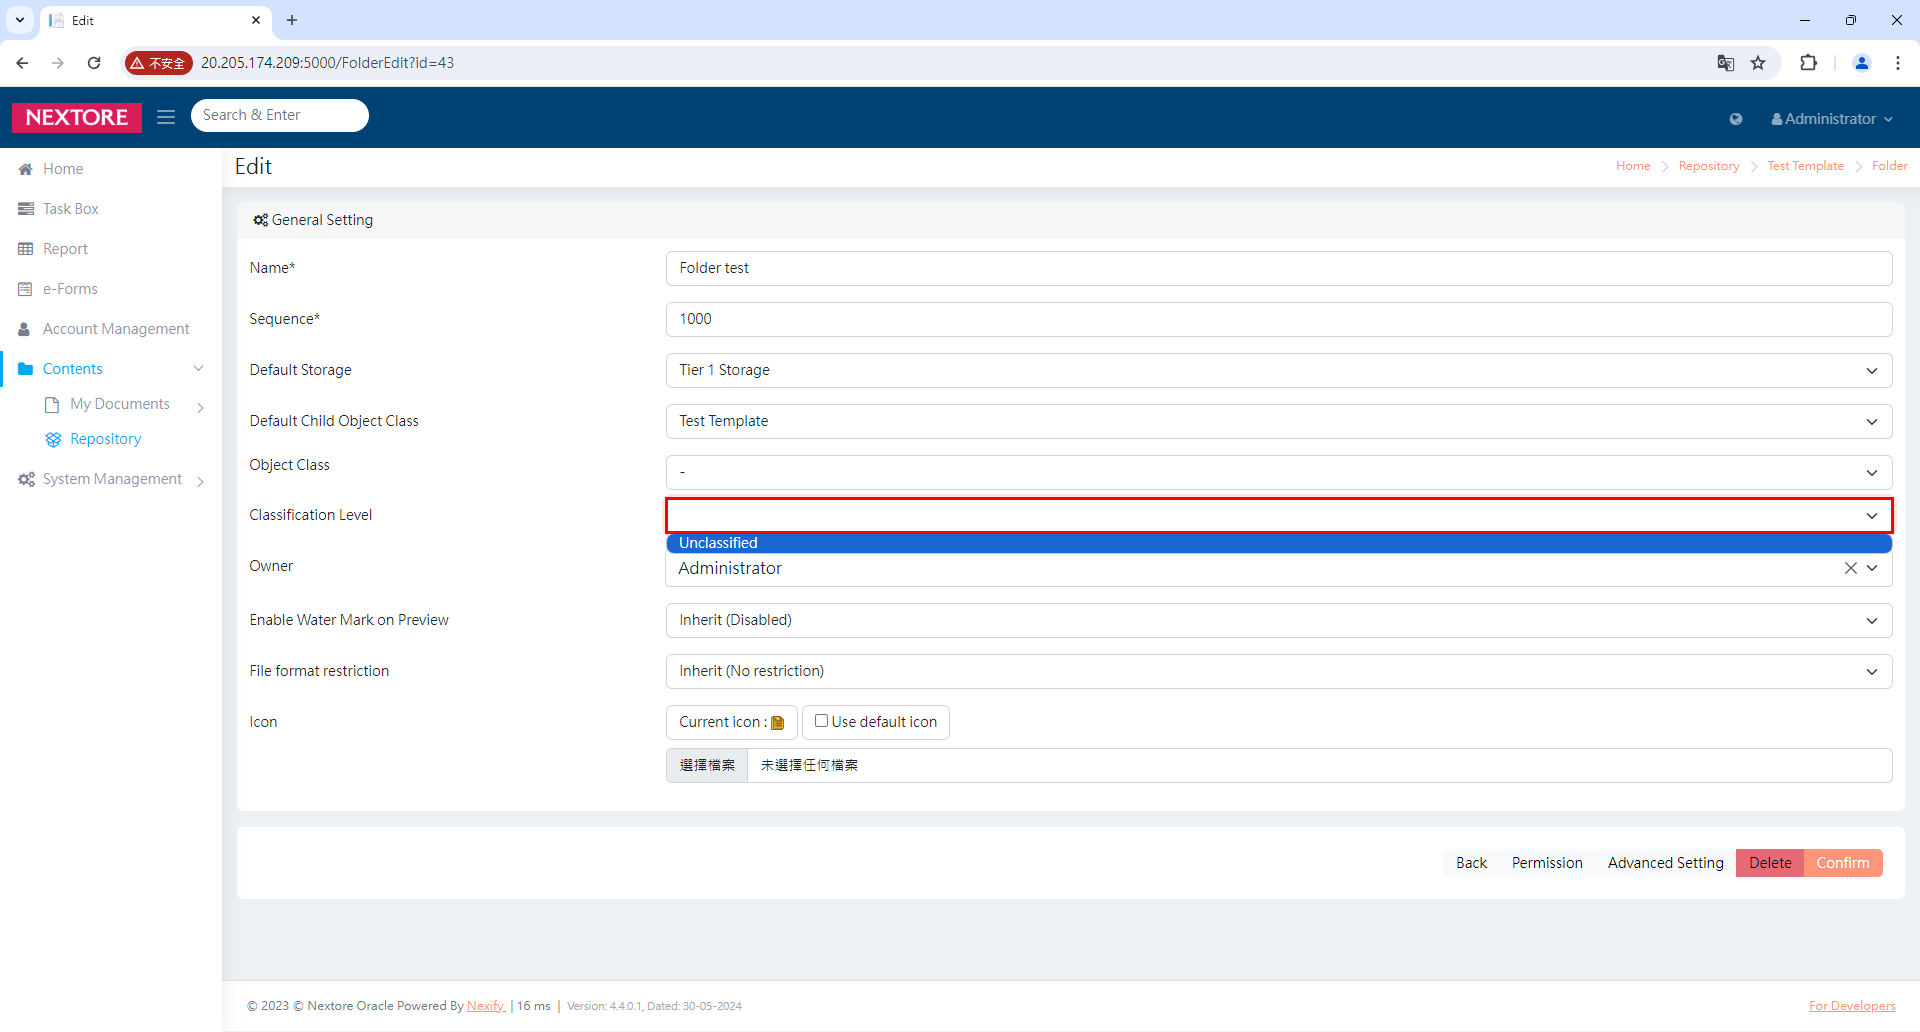 Edit
不安全 20.205.174.209:5000/FolderEdit?id=43
NEXTORE
Search & Enter
Administrator
Home
Task Box
Report
e-Forms
Account Management
Contents
My Documents
Repository
System Management
Edit
Home Repository Test Template Folder
General Setting
Name* Folder test
Sequence* 1000
Default Storage Tier 1 Storage
Default Child Object Class Test Template
Object Class -
Classification Level
Unclassified
Owner Administrator
Enable Water Mark on Preview Inherit (Disabled)
File format restriction Inherit (No restriction)
Icon Current icon : Use default icon
選擇檔案 未選擇任何檔案
Back Permission Advanced Setting Delete Confirm
© 2023 © Nextore Oracle Powered By Nexify | 16 ms | Version: 4.4.0.1, Dated: 30-05-2024
For Developers